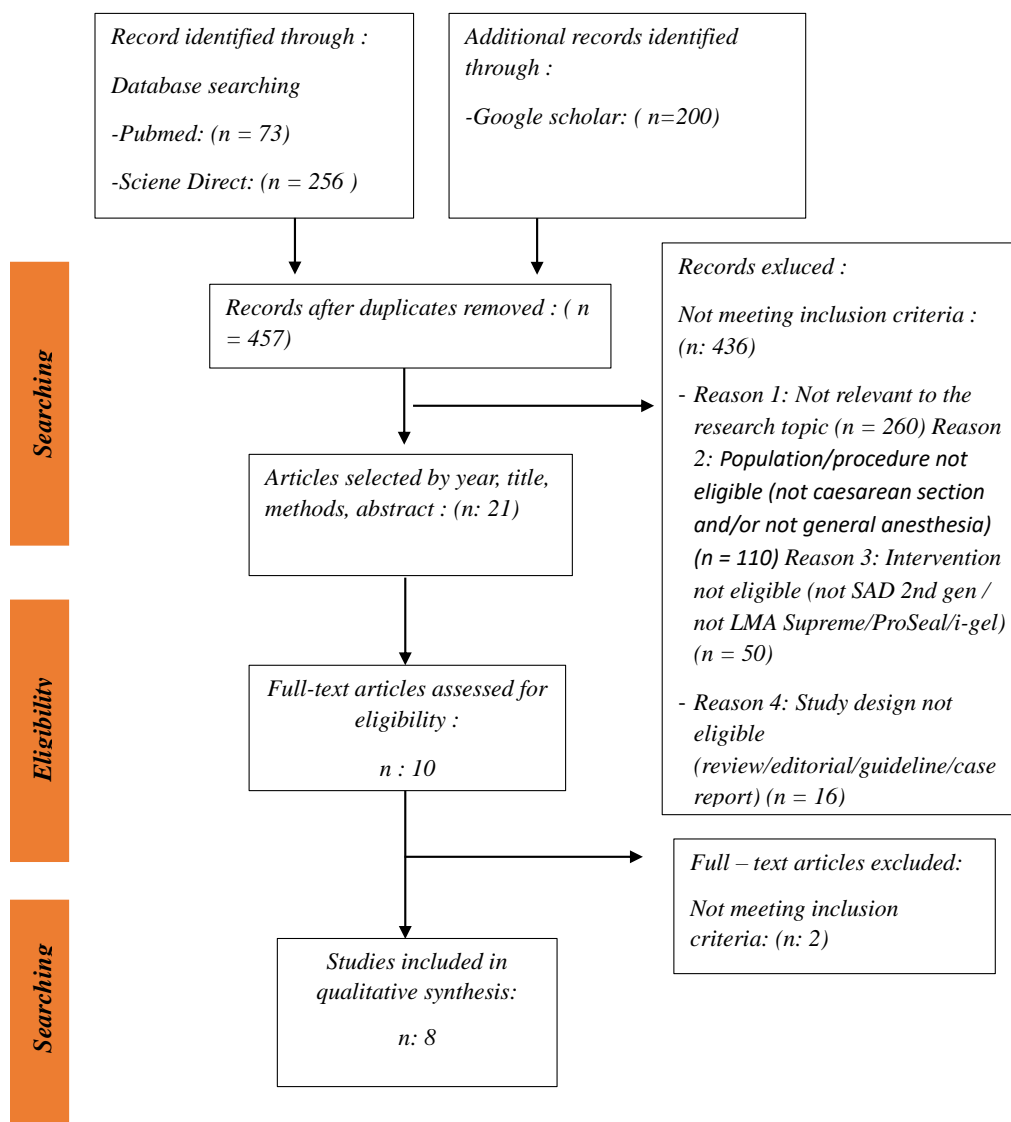 Record identified through :
Database searching
-Pubmed: (n = 73)
-Sciene Direct: (n = 256 )
Additional records identified
through :
-Google scholar: ( n=200)
Searching
Records after duplicates removed : ( n
= 457)
Records exluced :
Not meeting inclusion criteria :
(n: 436)
- Reason 1: Not relevant to the
research topic (n = 260) Reason
2: Population/procedure not
eligible (not caesarean section
and/or not general anesthesia)
(n = 110) Reason 3: Intervention
not eligible (not SAD 2nd gen /
not LMA Supreme/ProSeal/i-gel)
(n = 50)
- Reason 4: Study design not
eligible
(review/editorial/guideline/case
report) (n = 16)
Articles selected by year, title,
methods, abstract : (n: 21)
Eligibility
Full-text articles assessed for
eligibility :
n : 10
Full – text articles excluded:
Not meeting inclusion
criteria: (n: 2)
Searching
Studies included in
qualitative synthesis:
n: 8